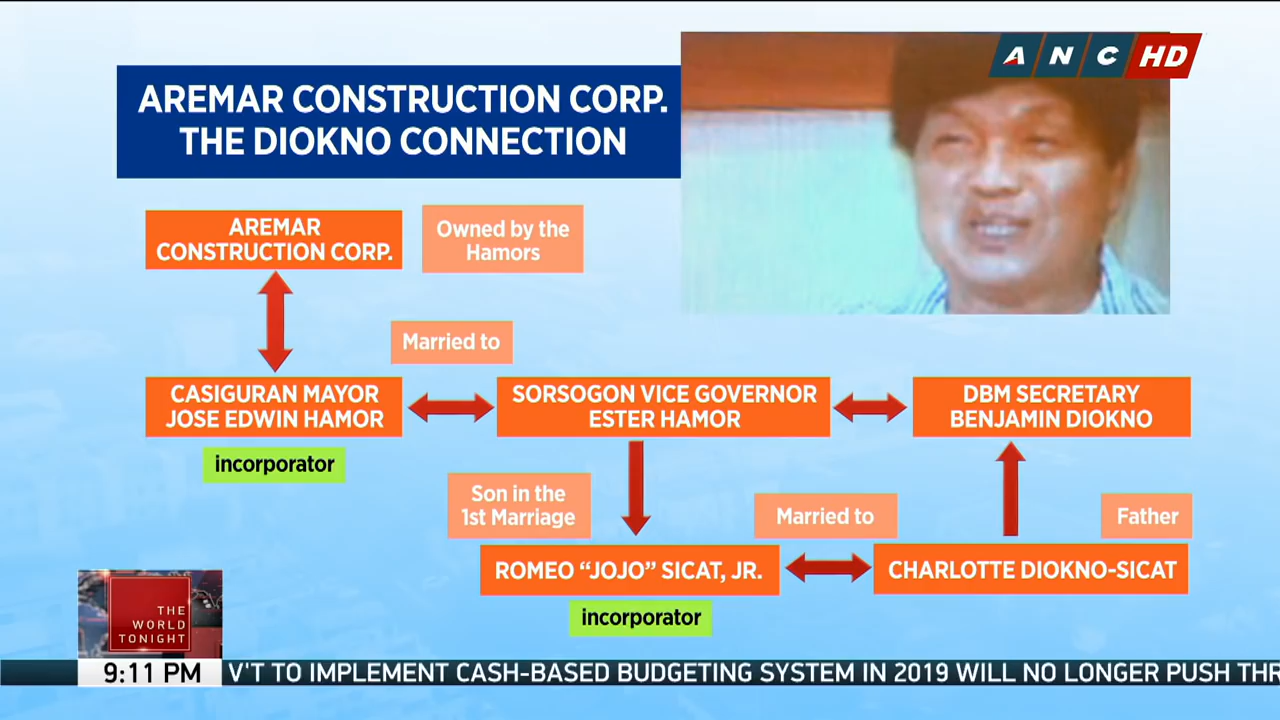 ANC HD
AREMAR CONSTRUCTION CORP.
THE DIOKNO CONNECTION
AREMAR
CONSTRUCTION CORP.
Owned by the
Hamors
Married to
CASIGURAN MAYOR
JOSE EDWIN HAMOR
SORSOGON VICE GOVERNOR
ESTER HAMOR
DBM SECRETARY
BENJAMIN DIOKNO
incorporator
Son in the
1st Marriage
Married to
Father
ROMEO “JOJO” SICAT, JR.
CHARLOTTE DIOKNO-SICAT
incorporator
THE
WORLD
TONIGHT
9:11 PM
V'T TO IMPLEMENT CASH-BASED BUDGETING SYSTEM IN 2019 WILL NO LONGER PUSH THR